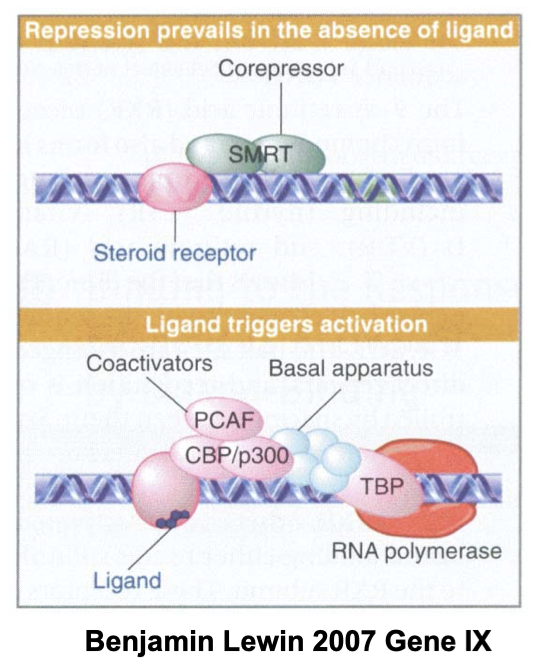 Repression prevails in the absence of ligand
Corepressor
SMRT
Steroid receptor
Ligand triggers activation
Coactivators
Basal apparatus
PCAF
CBP/p300
TBP
RNA polymerase
Ligand
Benjamin Lewin 2007 Gene IX